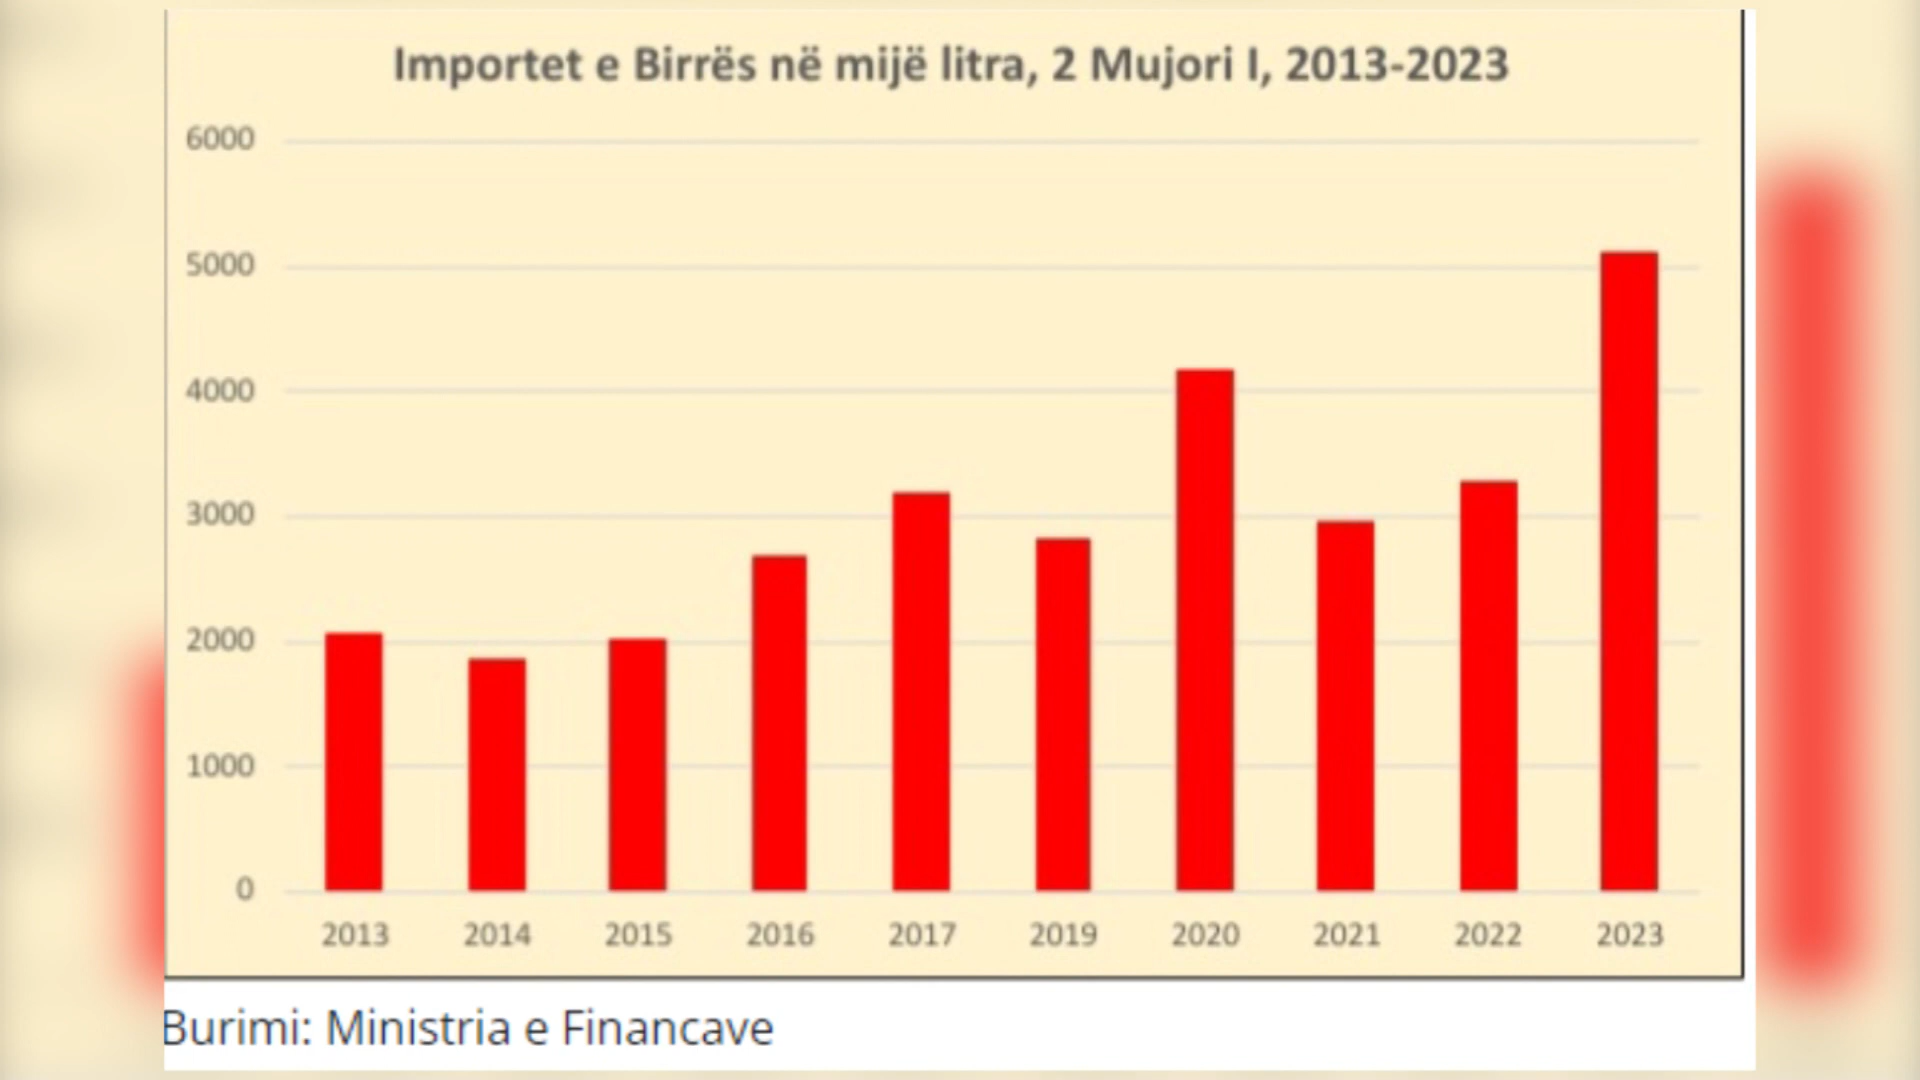 Importet e Birrës në mijë litra, 2 Mujori I, 2013-2023
6000
5000
4000
3000
2000
1000
0
2013 2014 2015 2016 2017 2019 2020 2021 2022 2023
Burimi: Ministria e Financave